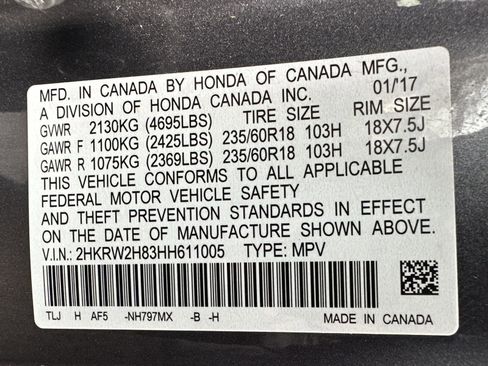 MFD. IN CANADA BY HONDA OF CANADA MFG.,
A DIVISION OF HONDA CANADA INC. 01/'17
GVWR 2130KG (4695LBS) TIRE SIZE RIM SIZE
GAWR F 1100KG (2425LBS) 235/60R18 103H 18X7.5J
GAWR R 1075KG (2369LBS) 235/60R18 103H 18X7.5J
THIS VEHICLE CONFORMS TO ALL APPLICABLE
FEDERAL MOTOR VEHICLE SAFETY
AND THEFT PREVENTION STANDARDS IN EFFECT
ON THE DATE OF MANUFACTURE SHOWN ABOVE.
V.I.N.: 2HKRW2H83HH611005 TYPE: MPV
TLJ H AF5 -NH797MX -B -H MADE IN CANADA